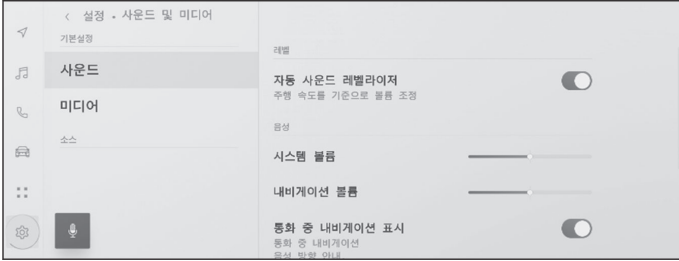 설정 • 사운드 및 미디어
기본설정
사운드
미디어
소스
레벨
자동 사운드 레벨라이저
주행 속도를 기준으로 볼륨 조정
음성
시스템 볼륨
내비게이션 볼륨
통화 중 내비게이션 표시
통화 중 내비게이션
음성 방향 안내